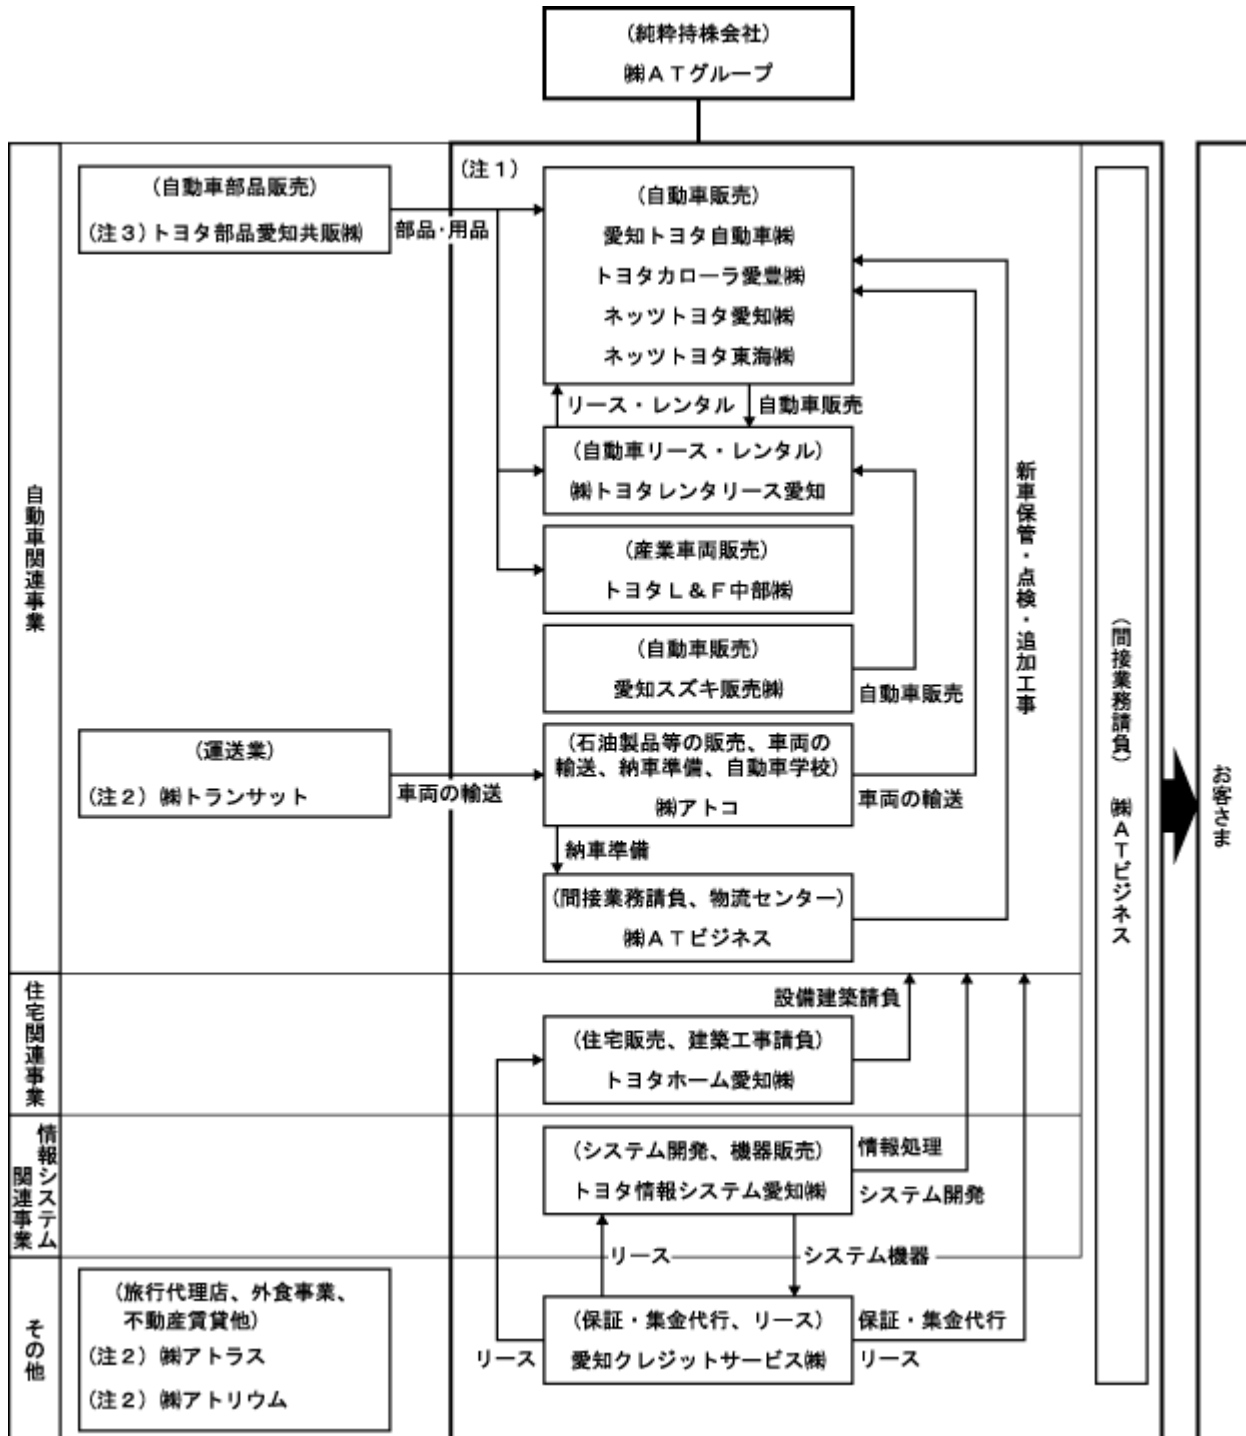 (純粋持株会社)
㈱ATグループ
(注1)
(自動車部品販売)
(注3)トヨタ部品愛知共販㈱
部品・用品
(自動車販売)
愛知トヨタ自動車㈱
トヨタカローラ愛豊㈱
ネッツトヨタ愛知㈱
ネッツトヨタ東海㈱
リース・レンタル
自動車販売
(自動車リース・レンタル)
㈱トヨタレンタリース愛知
(産業車両販売)
トヨタL&F中部㈱
(自動車販売)
愛知スズキ販売㈱
自動車販売
自動車関連事業
(運送業)
(注2)㈱トランサット
車両の輸送
(石油製品等の販売、車両の
輸送、納車準備、自動車学校)
㈱アトコ
車両の輸送
納車準備
(間接業務請負、物流センター)
㈱ATビジネス
新車保管・点検・追加工事
(間接業務請負) ㈱ATビジネス
お客さま
住宅関連事業
設備建築請負
(住宅販売、建築工事請負)
トヨタホーム愛知㈱
情報システム
関連事業
(システム開発、機器販売)
トヨタ情報システム愛知㈱
情報処理
システム開発
リース
システム機器
その他
(旅行代理店、外食事業、
不動産賃貸他)
(注2)㈱アトラス
(注2)㈱アトリウム
リース
(保証・集金代行、リース)
愛知クレジットサービス㈱
保証・集金代行
リース